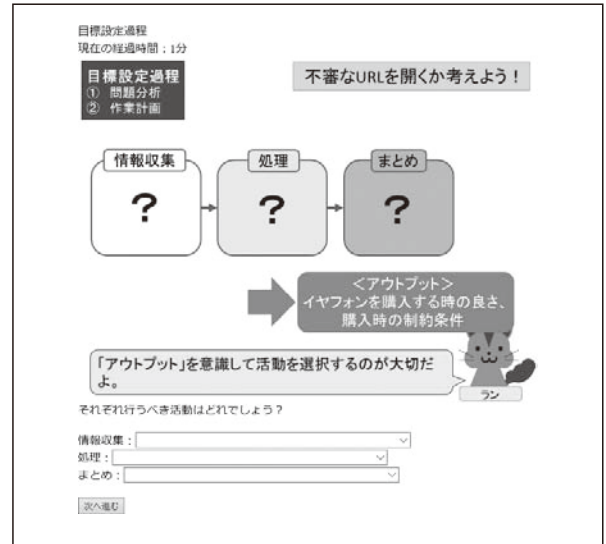 目標設定過程
現在の経過時間：1分
目標設定過程
① 問題分析
② 作業計画
不審なURLを開くか考えよう！
情報収集
処理
まとめ
？
？
？
＜アウトプット＞
イヤフォンを購入する時の良さ、
購入時の制約条件
「アウトプット」を意識して活動を選択するのが大切だ
よ。
ラン
それぞれ行うべき活動はどれでしょう？
情報収集：
処理：
まとめ：
次へ進む